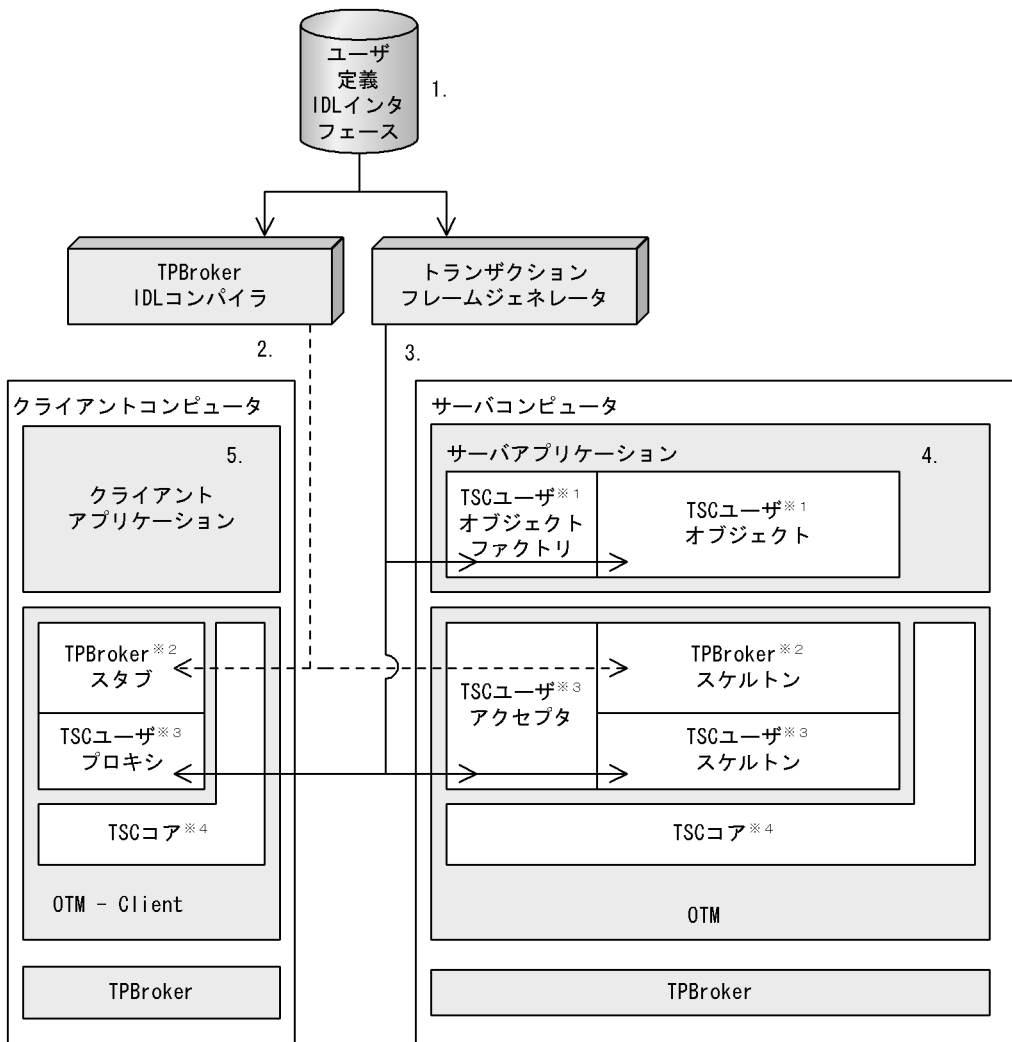 ユーザ
定義
IDLインタ
フェース
1.
TPBroker
IDLコンパイラ
トランザクション
フレームジェネレータ
2.
3.
クライアントコンピュータ
5.
クライアント
アプリケーション
TPBroker※2
スタブ
TSCユーザ※3
プロキシ
TSCコア※4
OTM - Client
TPBroker
サーバコンピュータ
サーバアプリケーション
4.
TSCユーザ※1
オブジェクト
ファクトリ
TSCユーザ※1
オブジェクト
TSCユーザ※3
アクセプタ
TPBroker※2
スケルトン
TSCユーザ※3
スケルトン
TSCコア※4
OTM
TPBroker